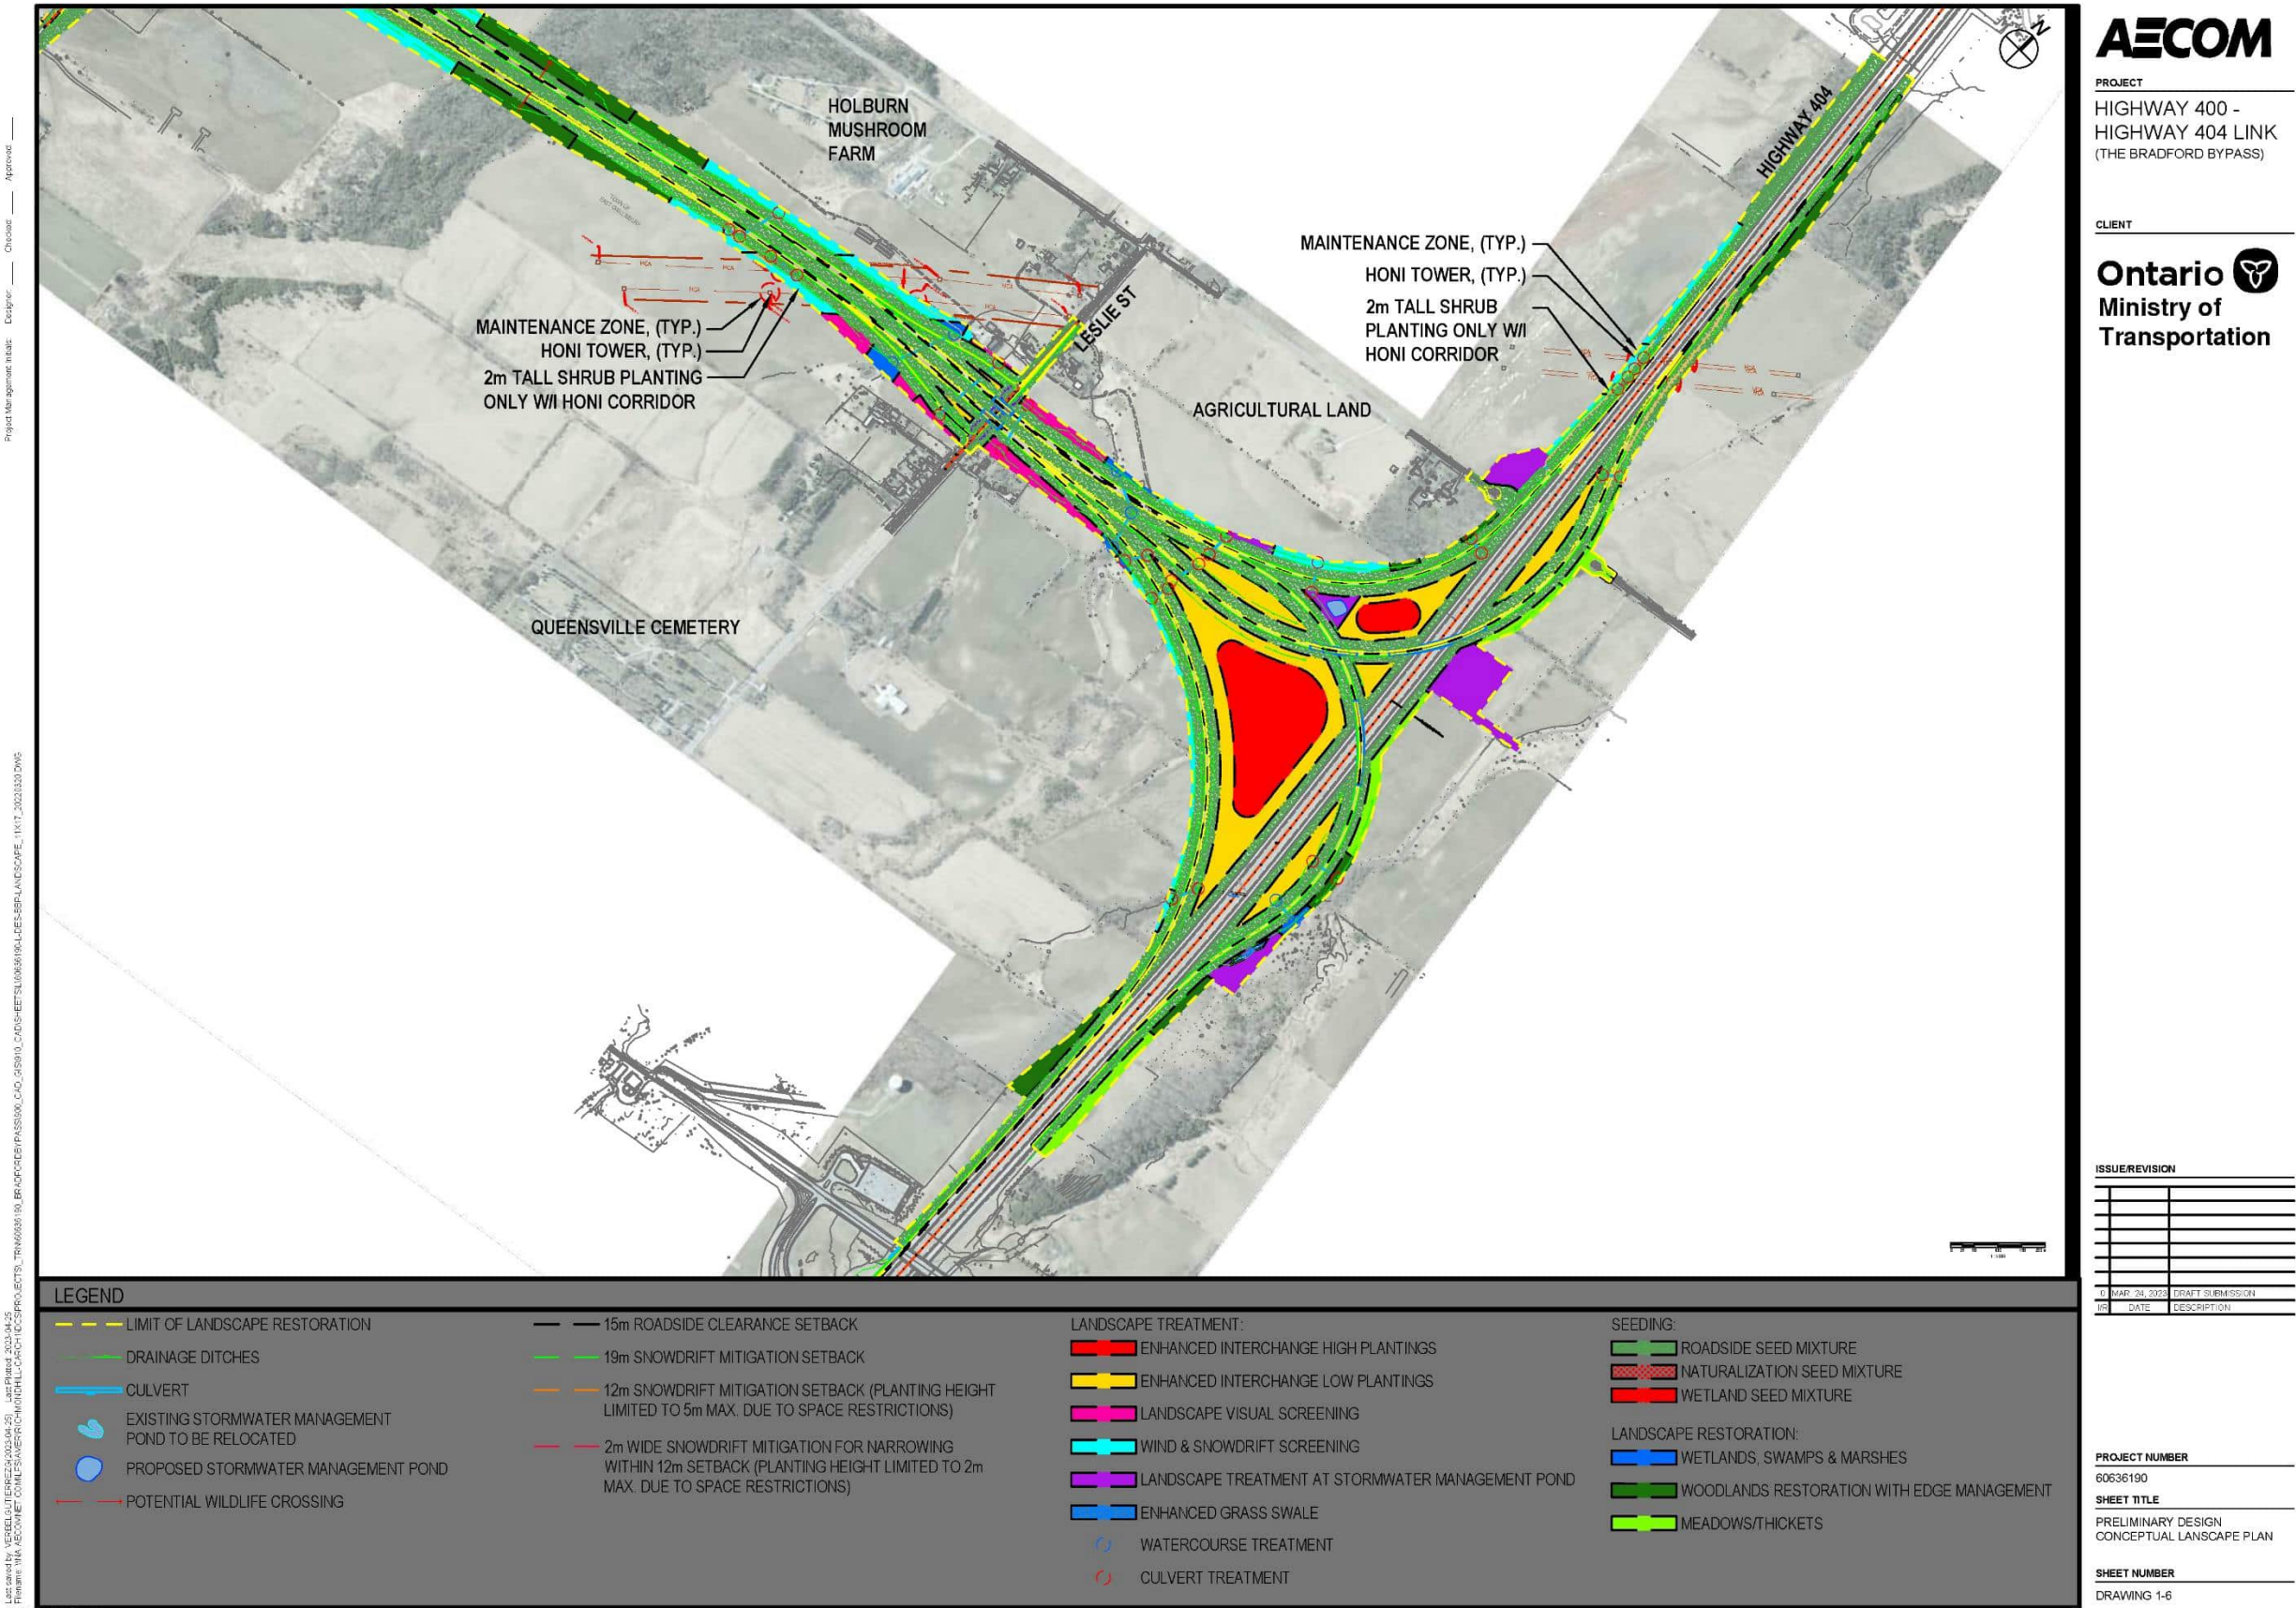 HOLBURN
MUSHROOM
FARM
HIGHWAY 404
N
MAINTENANCE ZONE, (TYP.)
HONI TOWER, (TYP.)
2m TALL SHRUB
PLANTING ONLY W/I
HONI CORRIDOR
LESLIE ST
MAINTENANCE ZONE, (TYP.)
HONI TOWER, (TYP.)
2m TALL SHRUB PLANTING
ONLY W/I HONI CORRIDOR
AGRICULTURAL LAND
QUEENSVILLE CEMETERY
LEGEND
LIMIT OF LANDSCAPE RESTORATION
DRAINAGE DITCHES
CULVERT
EXISTING STORMWATER MANAGEMENT
POND TO BE RELOCATED
PROPOSED STORMWATER MANAGEMENT POND
POTENTIAL WILDLIFE CROSSING
15m ROADSIDE CLEARANCE SETBACK
19m SNOWDRIFT MITIGATION SETBACK
12m SNOWDRIFT MITIGATION SETBACK (PLANTING HEIGHT
LIMITED TO 5m MAX. DUE TO SPACE RESTRICTIONS)
2m WIDE SNOWDRIFT MITIGATION FOR NARROWING
WITHIN 12m SETBACK (PLANTING HEIGHT LIMITED TO 2m
MAX. DUE TO SPACE RESTRICTIONS)
LANDSCAPE TREATMENT:
ENHANCED INTERCHANGE HIGH PLANTINGS
ENHANCED INTERCHANGE LOW PLANTINGS
LANDSCAPE VISUAL SCREENING
WIND & SNOWDRIFT SCREENING
LANDSCAPE TREATMENT AT STORMWATER MANAGEMENT POND
ENHANCED GRASS SWALE
WATERCOURSE TREATMENT
CULVERT TREATMENT
SEEDING:
ROADSIDE SEED MIXTURE
NATURALIZATION SEED MIXTURE
WETLAND SEED MIXTURE
LANDSCAPE RESTORATION:
WETLANDS, SWAMPS & MARSHES
WOODLANDS RESTORATION WITH EDGE MANAGEMENT
MEADOWS/THICKETS
AECOM
PROJECT
HIGHWAY 400 -
HIGHWAY 404 LINK
(THE BRADFORD BYPASS)
CLIENT
Ontario
Ministry of
Transportation
ISSUE/REVISION
0 MAR. 24, 2023 DRAFT SUBMISSION
I/R DATE DESCRIPTION
PROJECT NUMBER
60636190
SHEET TITLE
PRELIMINARY DESIGN
CONCEPTUAL LANSCAPE PLAN
SHEET NUMBER
DRAWING 1-6
Project Management Initials: Designer: Checked: Approved: